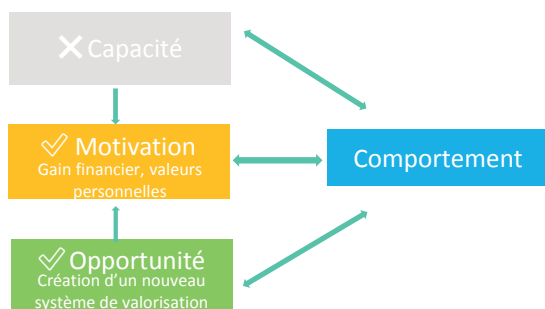 Capacité
Motivation
Gain financier, valeurs
personnelles
Comportement
Opportunité
Création d'un nouveau
système de valorisation